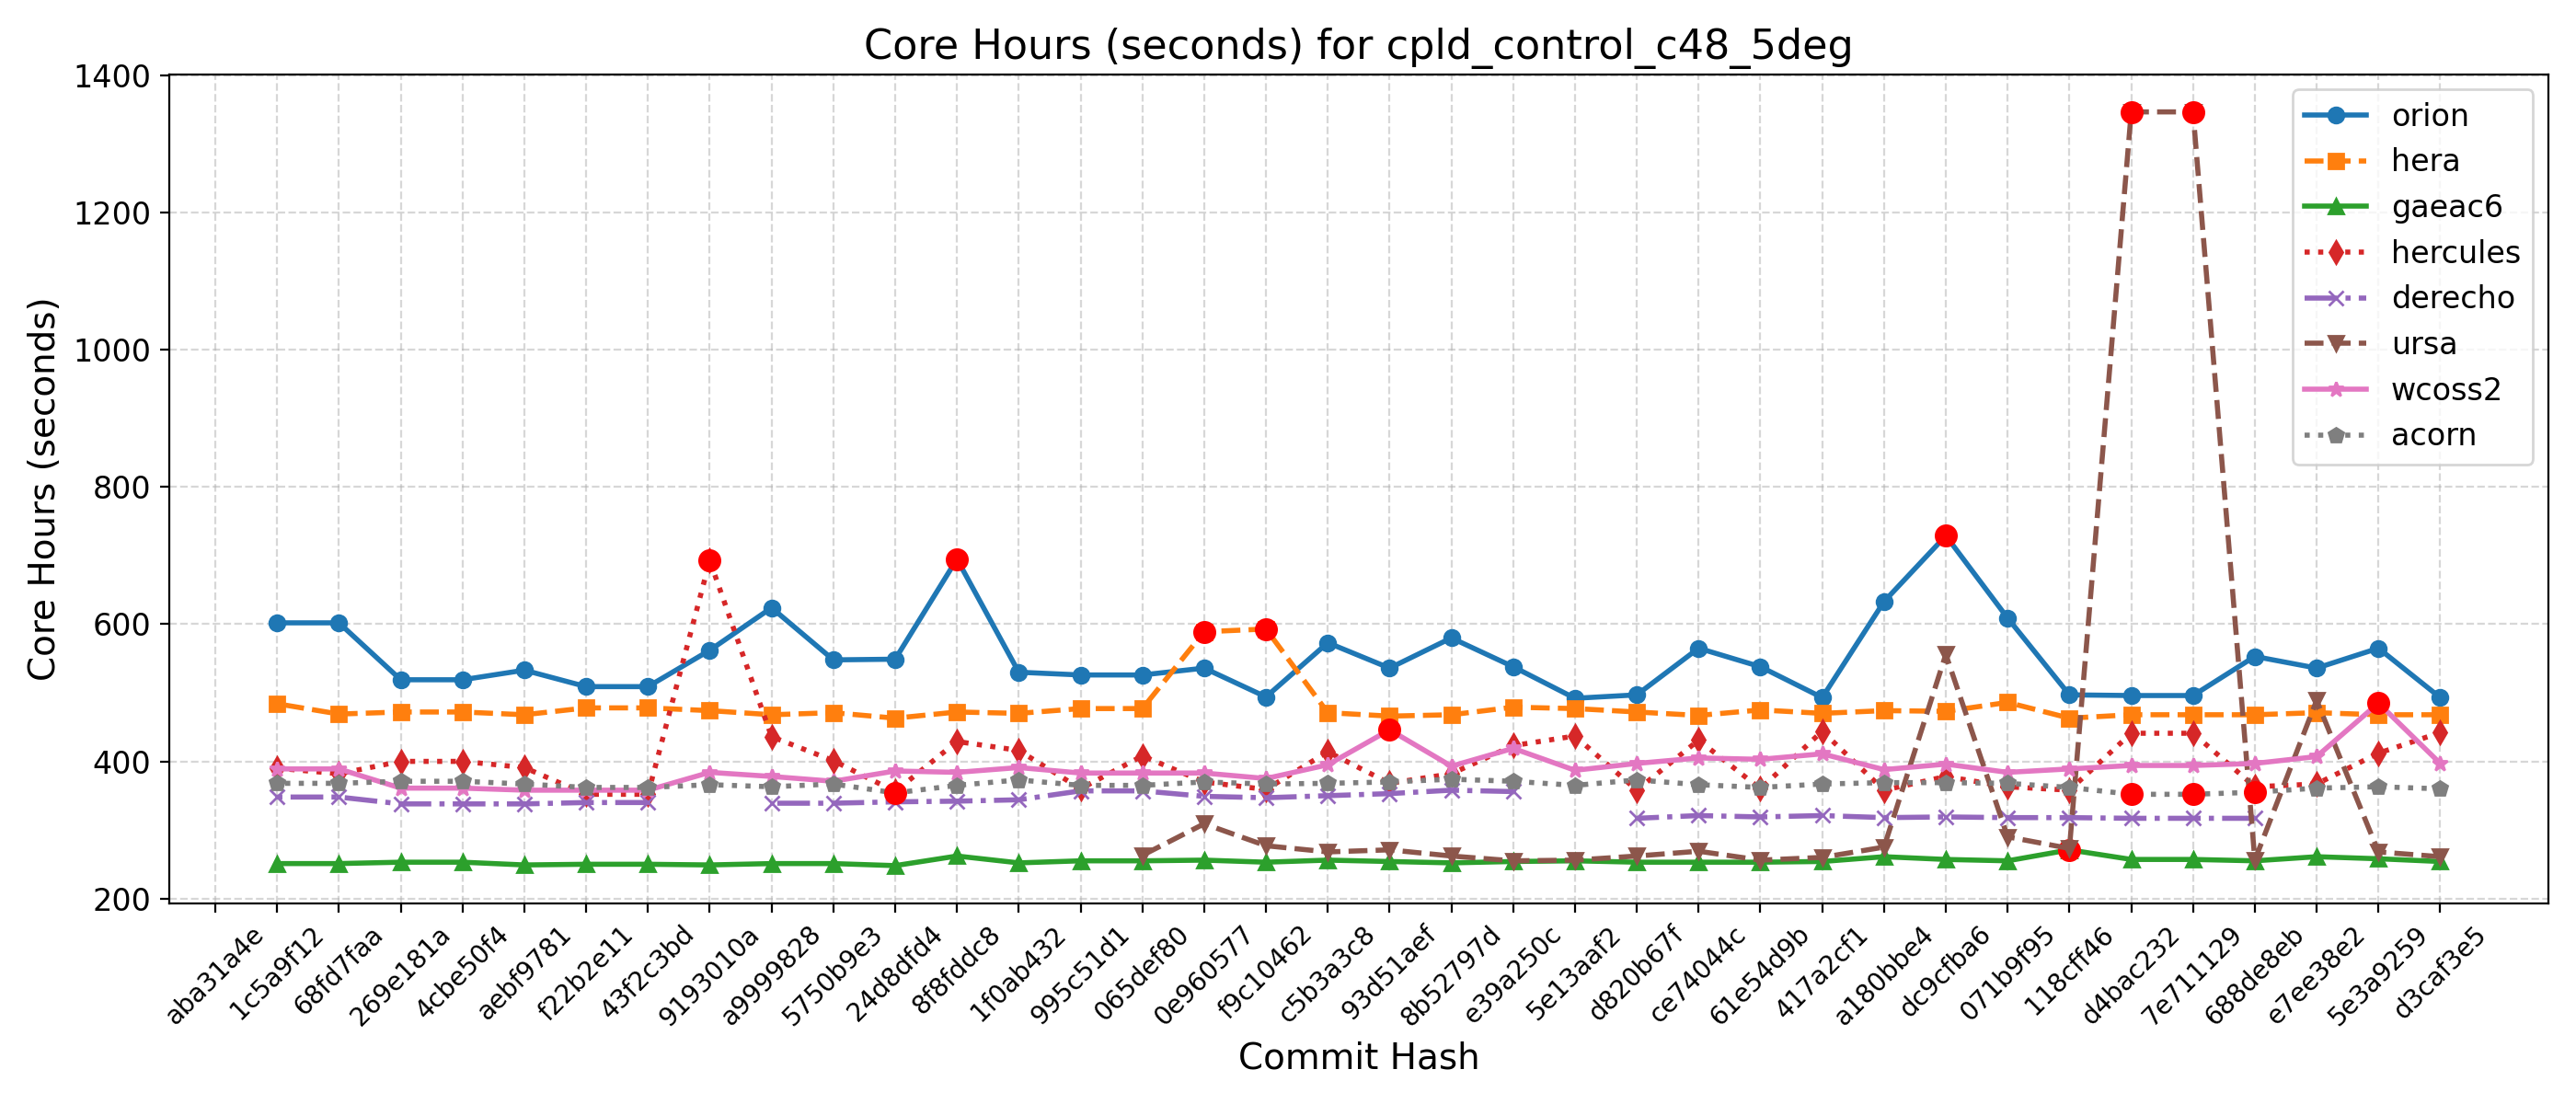 Core Hours (seconds) for cpld_control_c48_5deg
Core Hours (seconds)
1400
1200
1000
800
600
400
200
orion
hera
gaeac6
hercules
derecho
ursa
wcoss2
acorn
aba31a4e
1c5a9f12
68fd7faa
269e181a
4cbe50f4
aebf9781
f22b2e11
43f2c3bd
9193010a
a9999828
5750b9e3
24d8dfd4
8f8fddc8
1f0ab432
995c51d1
065def80
0e960577
f9c10462
c5b3a3c8
93d51aef
8b52797d
e39a250c
5e13aaf2
d820b67f
ce74044c
61e54d9b
417a2cf1
a180bbe4
dc9cfba6
071b9f95
118cff46
d4bac232
7e711129
688de8eb
e7ee38e2
5e3a9259
d3caf3e5
Commit Hash